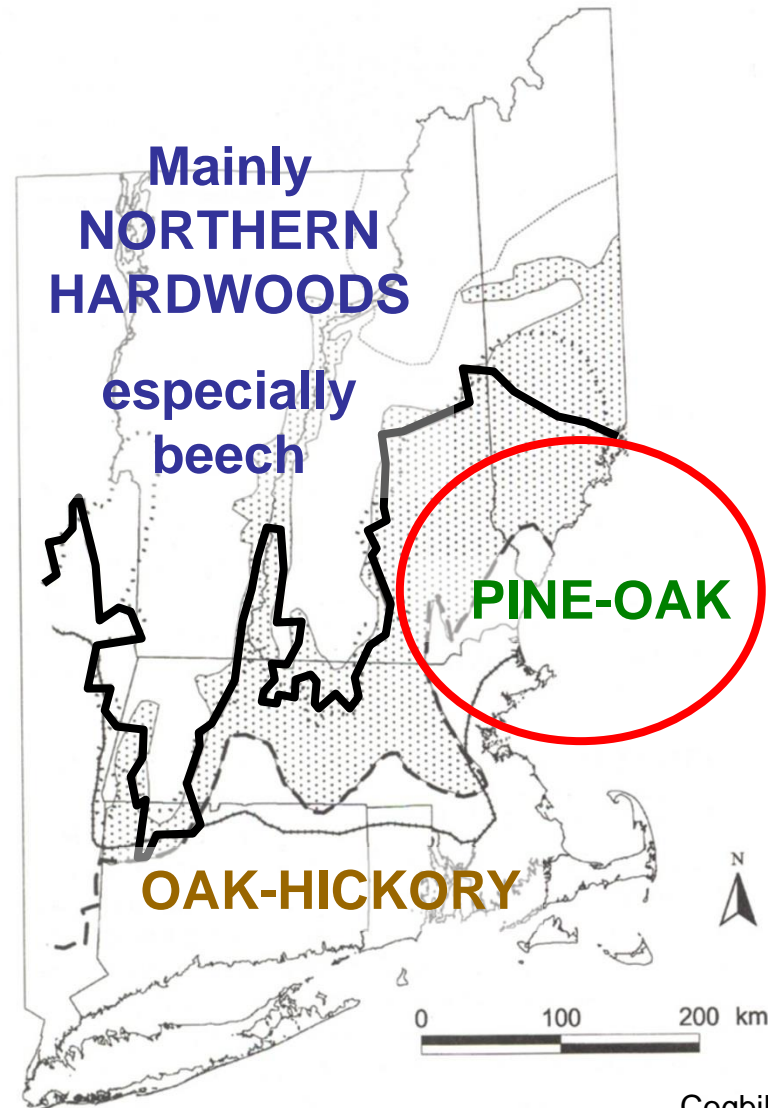 Mainly
NORTHERN
HARDWOODS
especially
beech
PINE-OAK
OAK-HICKORY
N
0 100 200 km